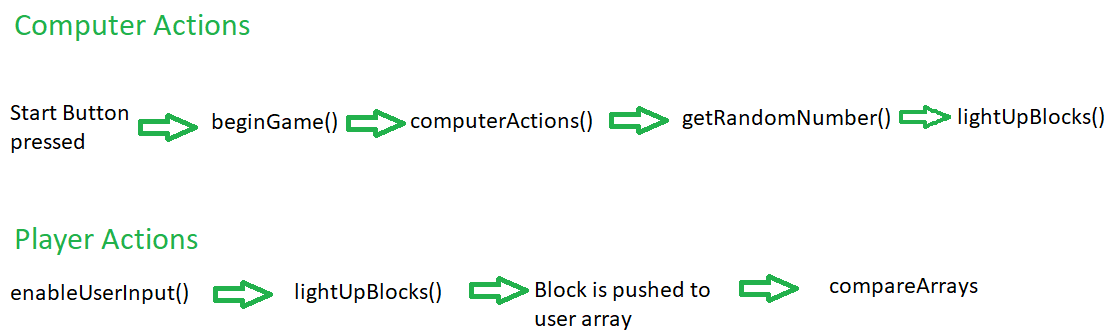 Computer Actions
Start Button
pressed
beginGame()
computerActions()
getRandomNumber()
lightUpBlocks()
Player Actions
enableUserInput()
lightUpBlocks()
Block is pushed to
user array
compareArrays